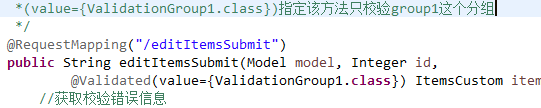 *(value={ValidationGroup1.class})指定该方法只校验group1这个分组
*/
@RequestMapping("/editItemsSubmit")
public String editItemsSubmit(Model model, Integer id,
@Validated(value={ValidationGroup1.class}) ItemsCustom item
//获取校验错误信息